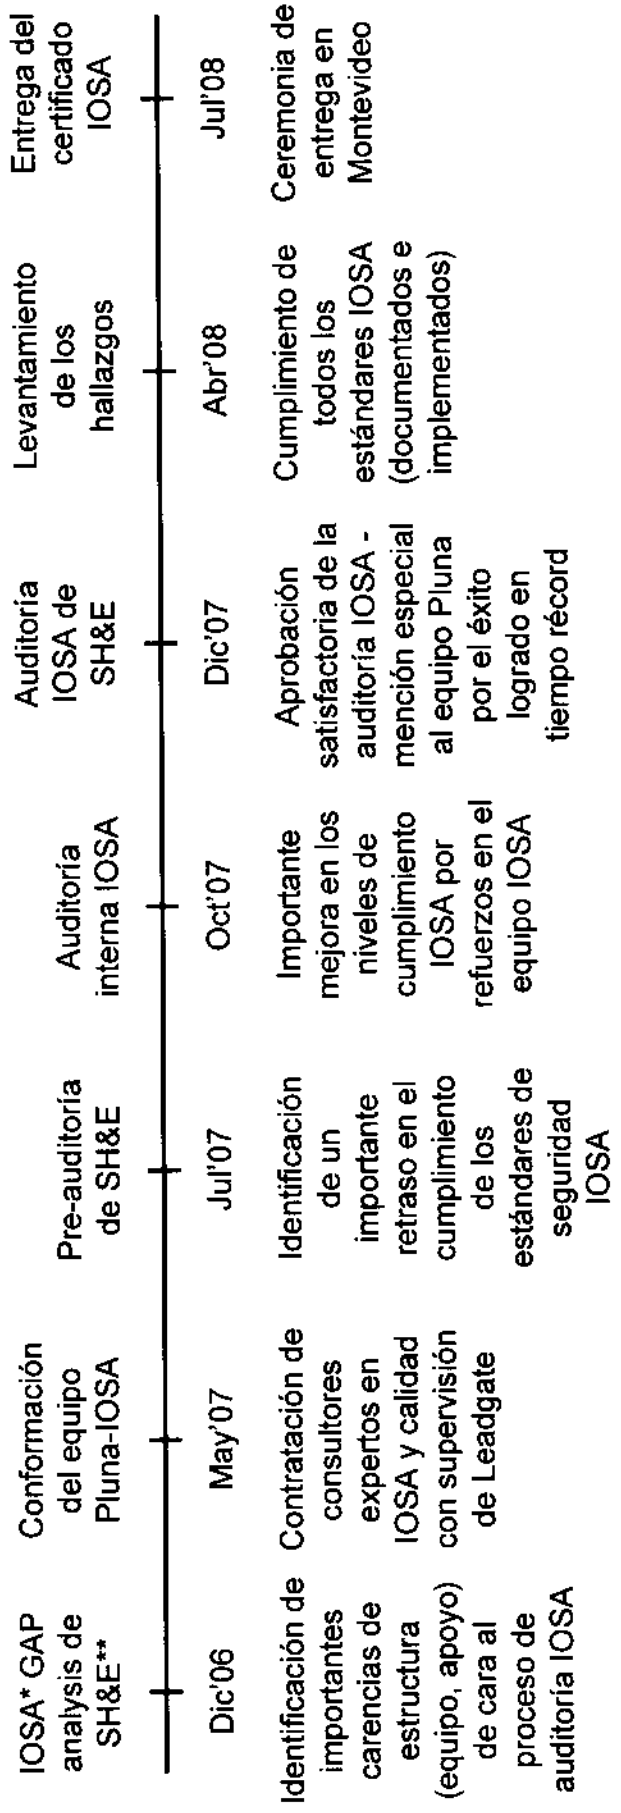 IOSA* GAP
analysis de
SH&E**
Dic'06
Identificación de
importantes
carencias de
estructura
(equipo, apoyo)
de cara al
proceso de
auditoría IOSA
Conformación
del equipo
Pluna-IOSA
May'07
Contratación de
consultores
expertos en
IOSA y calidad
con supervisión
de Leadgate
Pre-auditoría
de SH&E
Jul'07
Identificación
de un
importante
retraso en el
cumplimiento
de los
estándares de
seguridad
IOSA
Auditoría
interna IOSA
Oct'07
Importante
mejora en los
niveles de
cumplimiento
IOSA por
refuerzos en el
equipo IOSA
Auditoría
IOSA de
SH&E
Dic'07
Aprobación
satisfactoria de la
auditoría IOSA -
mención especial
al equipo Pluna
por el éxito
logrado en
tiempo récord
Levantamiento
de los
hallazgos
Abr'08
Cumplimiento de
todos los
estándares IOSA
(documentados e
implementados)
Entrega del
certificado
IOSA
Jul'08
Ceremonia de
entrega en
Montevideo